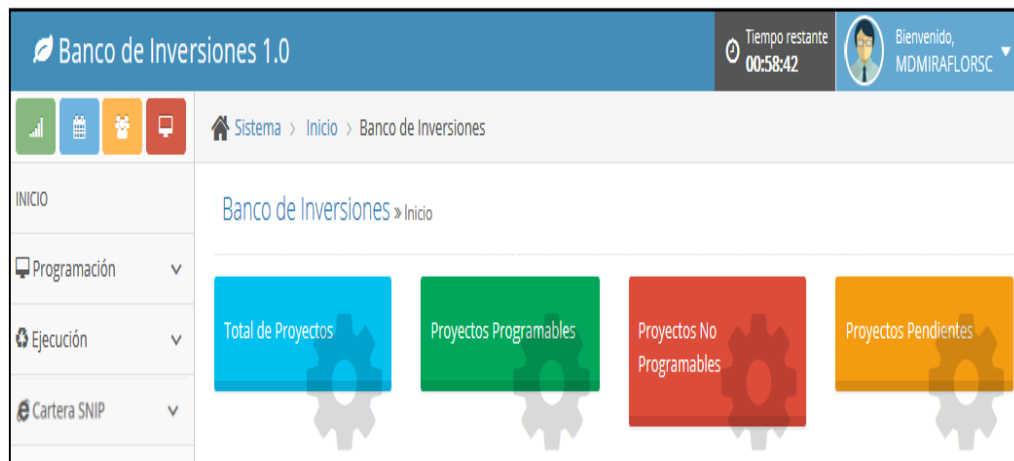 Banco de Inversiones 1.0
Tiempo restante
00:58:42
Bienvenido,
MDMIRAFLORSC
Sistema > Inicio > Banco de Inversiones
INICIO
Banco de Inversiones » Inicio
Programación
Ejecución
Cartera SNIP
Total de Proyectos
Proyectos Programables
Proyectos No
Programables
Proyectos Pendientes